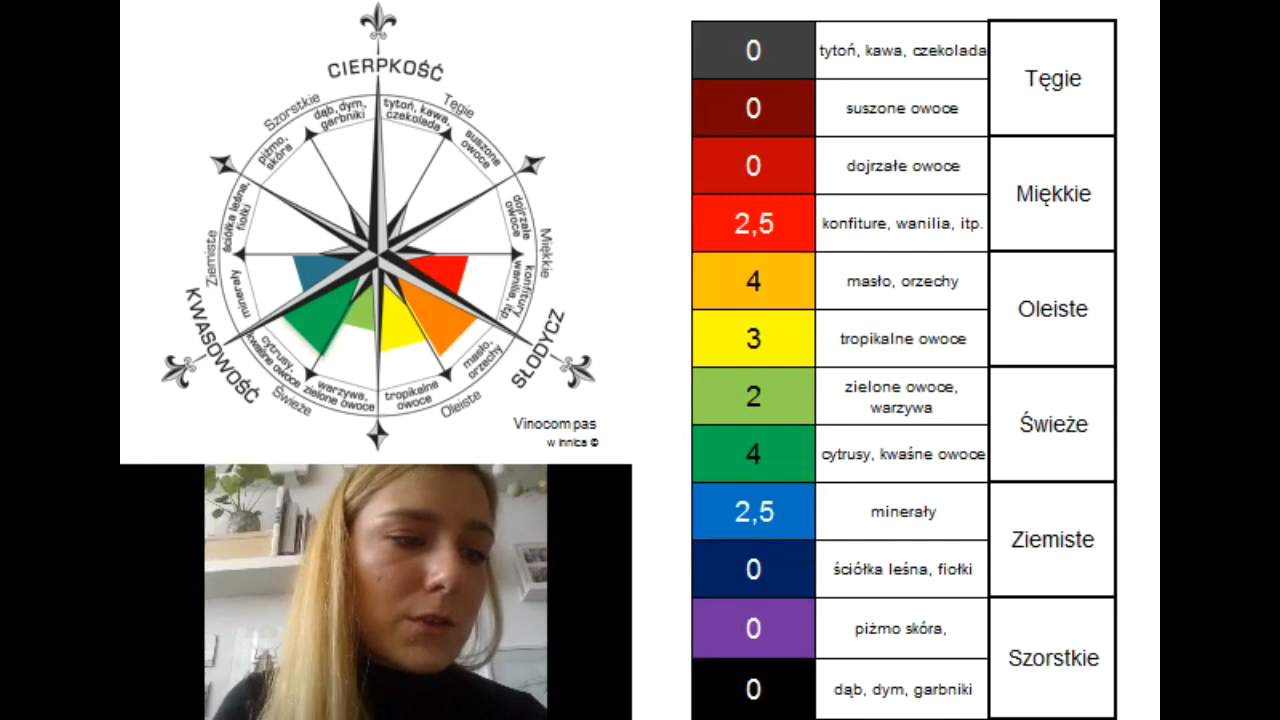 CIERPKOŚĆ
Szorstkie
Tęgie
dąb, dym,
garbniki
tytoń, kawa,
czekolada
piżmo,
skóra
suszone
owoce
ściółka leśna,
fiołki
dojrzałe
owoce
Ziemiste
Miękkie
minerały
konfitury,
wanilia, itp.
KWASOWOŚĆ
SŁODYCZ
cytrusy,
kwaśne owoce
masło,
orzechy
warzywa,
zielone owoce
tropikalne
owoce
Świeże
Oleiste
Vinocompas
winnica ©
0 tytoń, kawa, czekolada
Tęgie
0 suszone owoce
0 dojrzałe owoce
Miękkie
2,5 konfiture, wanilia, itp.
4 masło, orzechy
Oleiste
3 tropikalne owoce
2 zielone owoce,
warzywa
Świeże
4 cytrusy, kwaśne owoce
2,5 minerały
Ziemiste
0 ściółka leśna, fiołki
0 piżmo skóra,
Szorstkie
0 dąb, dym, garbniki